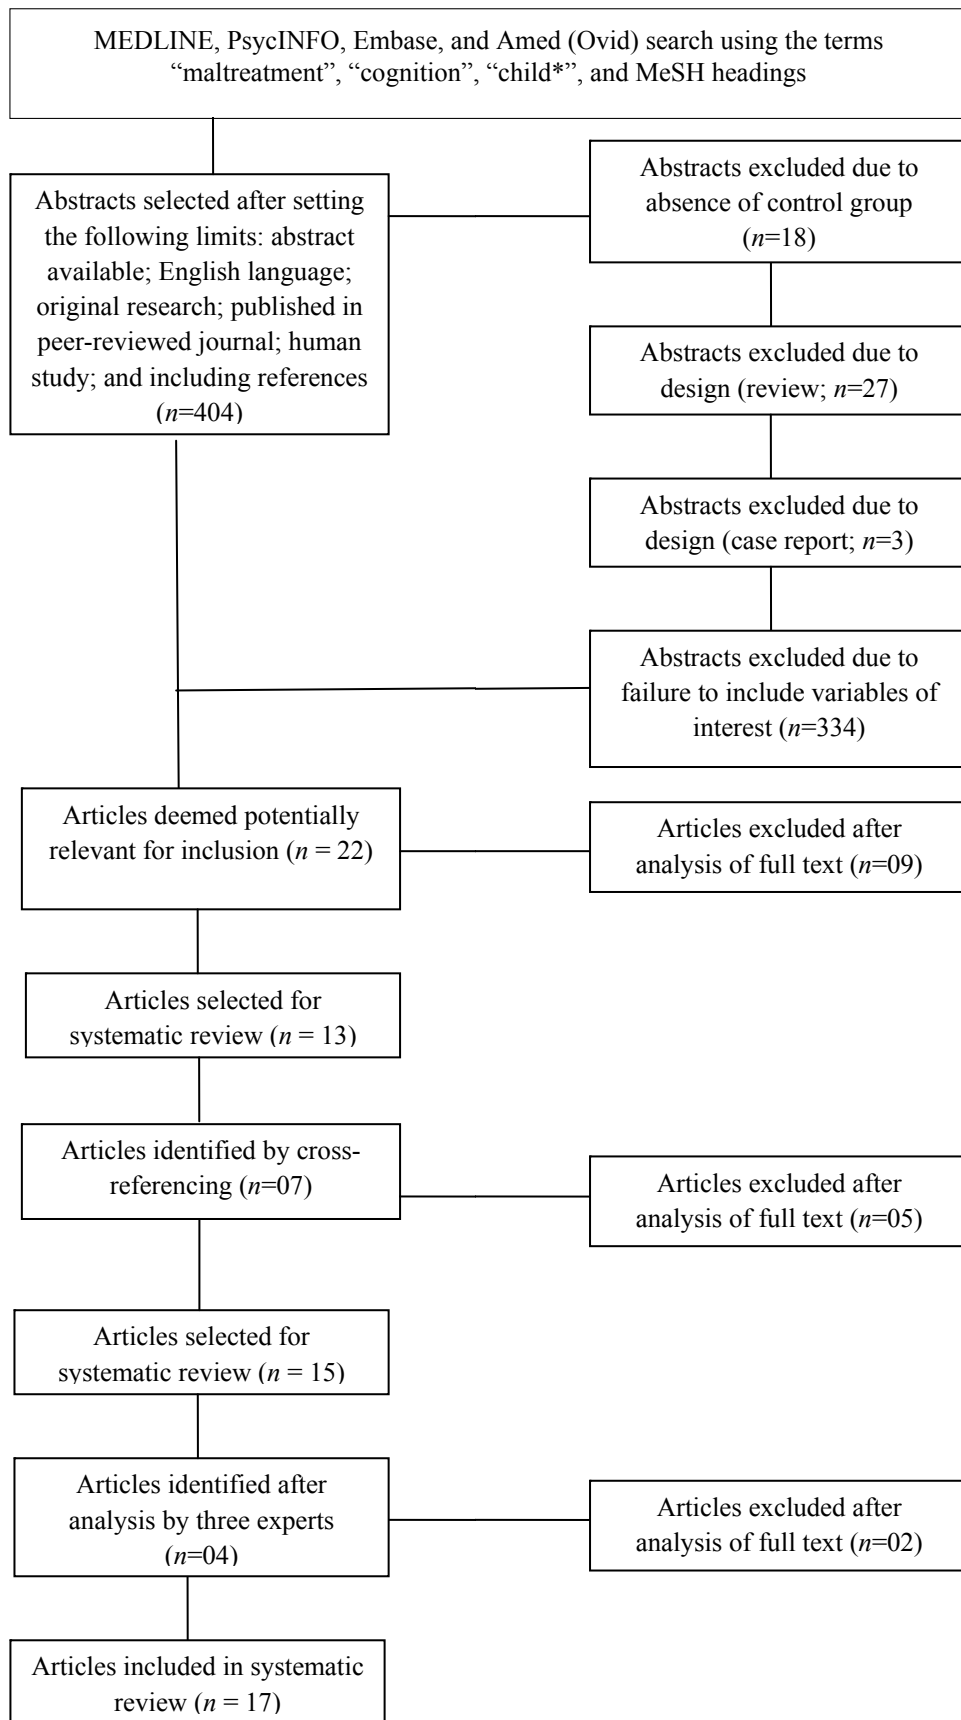 MEDLINE, PsycINFO, Embase, and Amed (Ovid) search using the terms
“maltreatment”, “cognition”, “child*”, and MeSH headings
Abstracts selected after setting
the following limits: abstract
available; English language;
original research; published in
peer-reviewed journal; human
study; and including references
(n=404)
Abstracts excluded due to
absence of control group
(n=18)
Abstracts excluded due to
design (review; n=27)
Abstracts excluded due to
design (case report; n=3)
Abstracts excluded due to
failure to include variables of
interest (n=334)
Articles deemed potentially
relevant for inclusion (n = 22)
Articles excluded after
analysis of full text (n=09)
Articles selected for
systematic review (n = 13)
Articles identified by cross-
referencing (n=07)
Articles excluded after
analysis of full text (n=05)
Articles selected for
systematic review (n = 15)
Articles identified after
analysis by three experts
(n=04)
Articles excluded after
analysis of full text (n=02)
Articles included in systematic
review (n = 17)